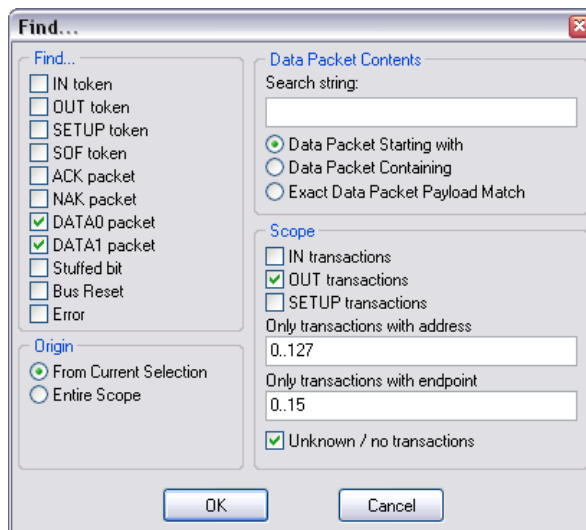 Find...
Find...
IN token
OUT token
SETUP token
SOF token
ACK packet
NAK packet
DATA0 packet
DATA1 packet
Stuffed bit
Bus Reset
Error
Origin
From Current Selection
Entire Scope
Data Packet Contents
Search string:
Data Packet Starting with
Data Packet Containing
Exact Data Packet Payload Match
Scope
IN transactions
OUT transactions
SETUP transactions
Only transactions with address
0..127
Only transactions with endpoint
0..15
Unknown / no transactions
OK
Cancel